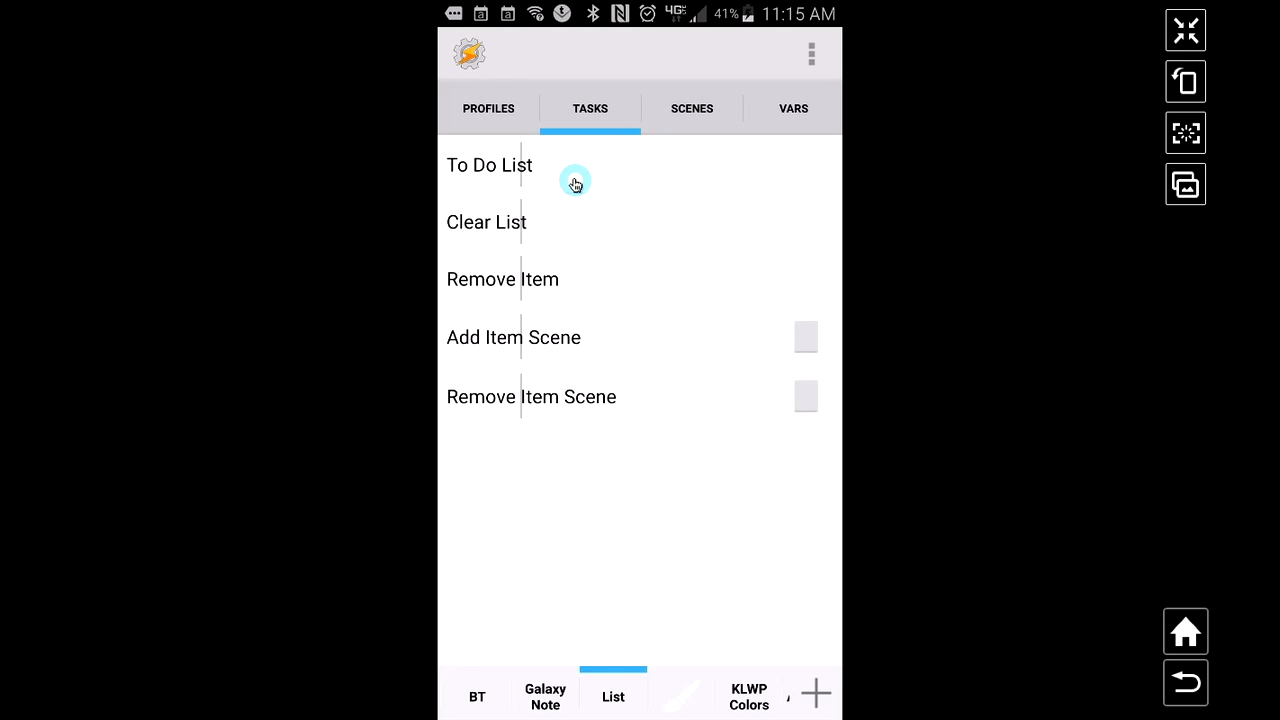 4G 41% 11:15 AM
PROFILES TASKS SCENES VARS
To Do List
Clear List
Remove Item
Add Item Scene
Remove Item Scene
BT Galaxy Note List KLWP Colors